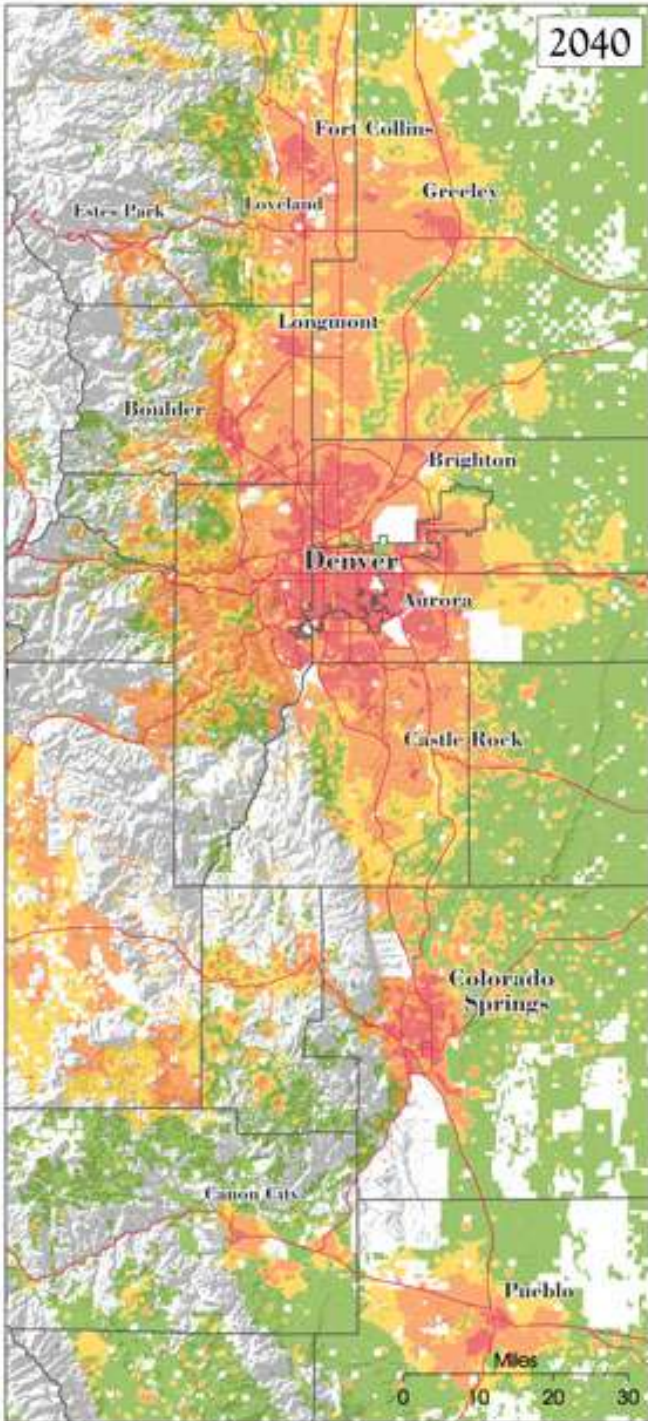 2040
Fort Collins
Greeley
Estes Park
Loveland
Longmont
Boulder
Brighton
Denver
Aurora
Castle Rock
Colorado
Springs
Canon City
Pueblo
Miles
0 10 20 30